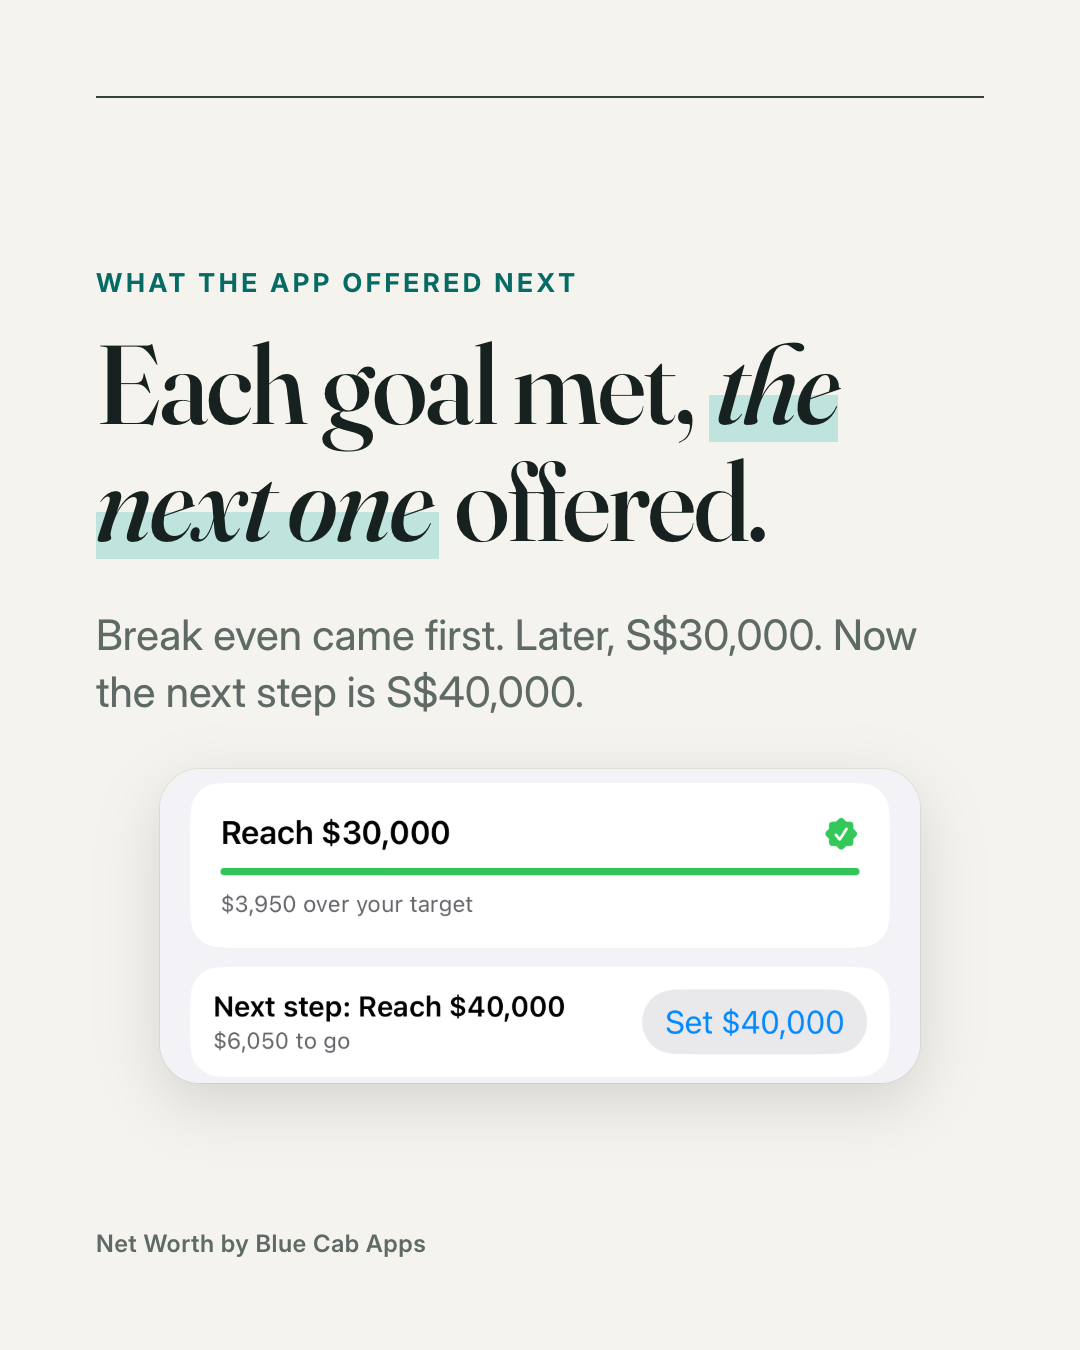 WHAT THE APP OFFERED NEXT
Each goal met, the
next one offered.
Break even came first. Later, S$30,000. Now
the next step is S$40,000.
Reach $30,000
$3,950 over your target
Next step: Reach $40,000
$6,050 to go
Set $40,000
Net Worth by Blue Cab Apps